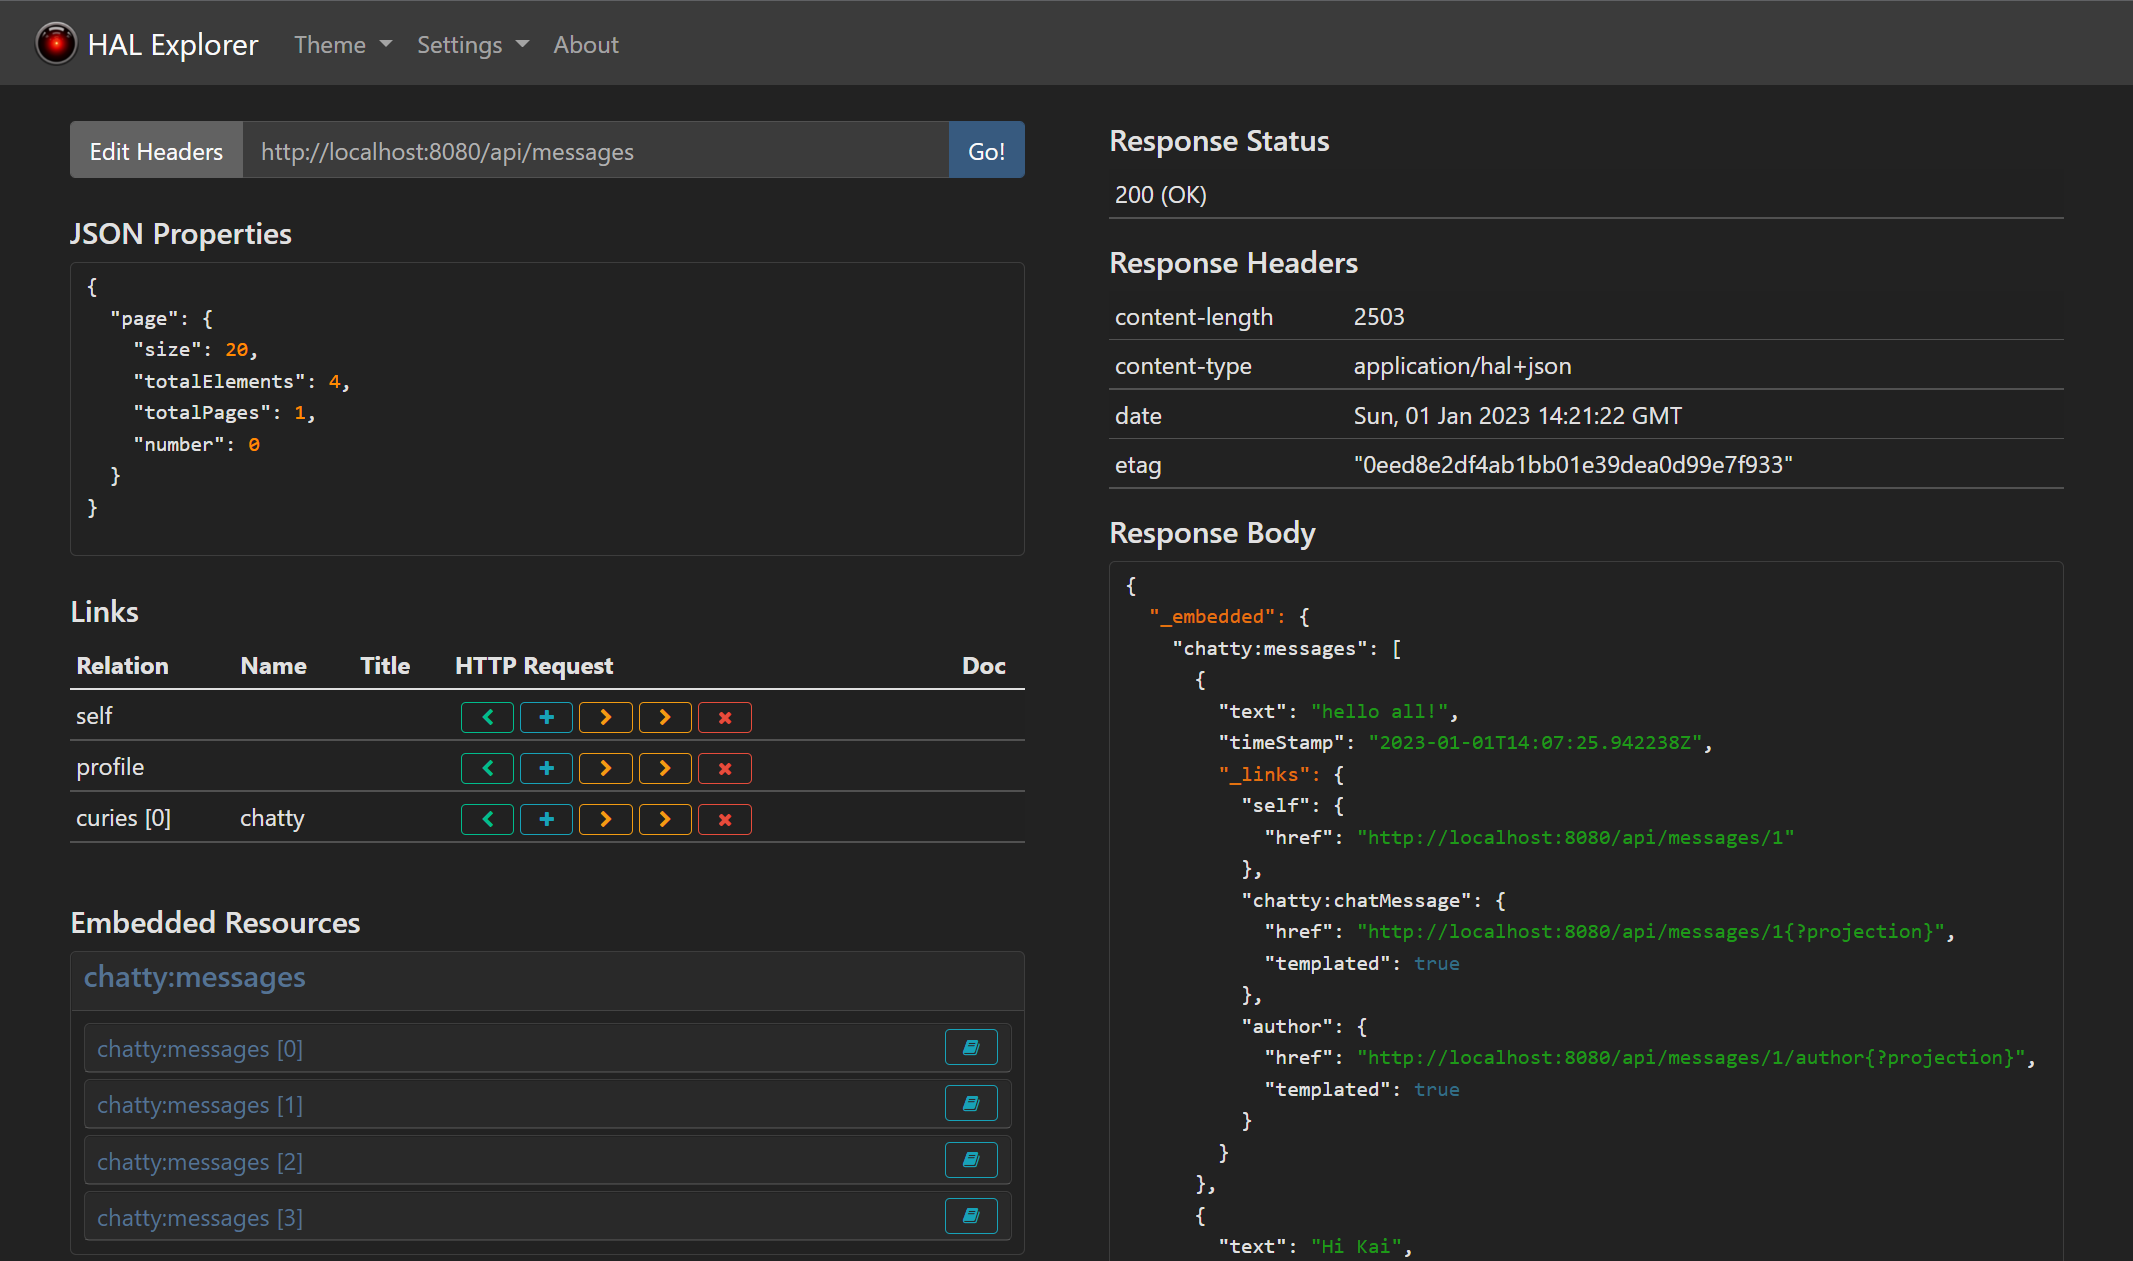 HAL Explorer Theme Settings About
Edit Headers http://localhost:8080/api/messages Go!
JSON Properties
{
  "page": {
    "size": 20,
    "totalElements": 4,
    "totalPages": 1,
    "number": 0
  }
}
Links
Relation Name Title HTTP Request Doc
self
profile
curies [0] chatty
Embedded Resources
chatty:messages
chatty:messages [0]
chatty:messages [1]
chatty:messages [2]
chatty:messages [3]
Response Status
200 (OK)
Response Headers
content-length 2503
content-type application/hal+json
date Sun, 01 Jan 2023 14:21:22 GMT
etag "0eed8e2df4ab1bb01e39dea0d99e7f933"
Response Body
{
  "_embedded": {
    "chatty:messages": [
      {
        "text": "hello all!",
        "timeStamp": "2023-01-01T14:07:25.942238Z",
        "_links": {
          "self": {
            "href": "http://localhost:8080/api/messages/1"
          },
          "chatty:chatMessage": {
            "href": "http://localhost:8080/api/messages/1{?projection}",
            "templated": true
          },
          "author": {
            "href": "http://localhost:8080/api/messages/1/author{?projection}",
            "templated": true
          }
        }
      },
      {
        "text": "Hi Kai",